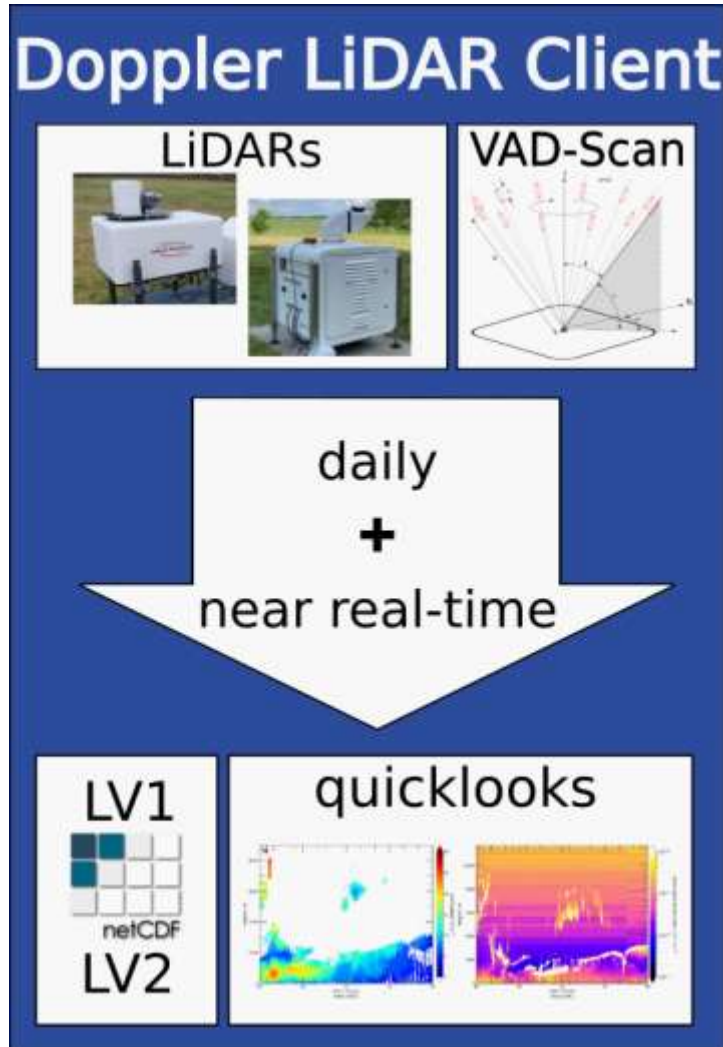 Doppler LiDAR Client
LiDARs
VAD-Scan
daily
+
near real-time
LV1
netCDF
LV2
quicklooks